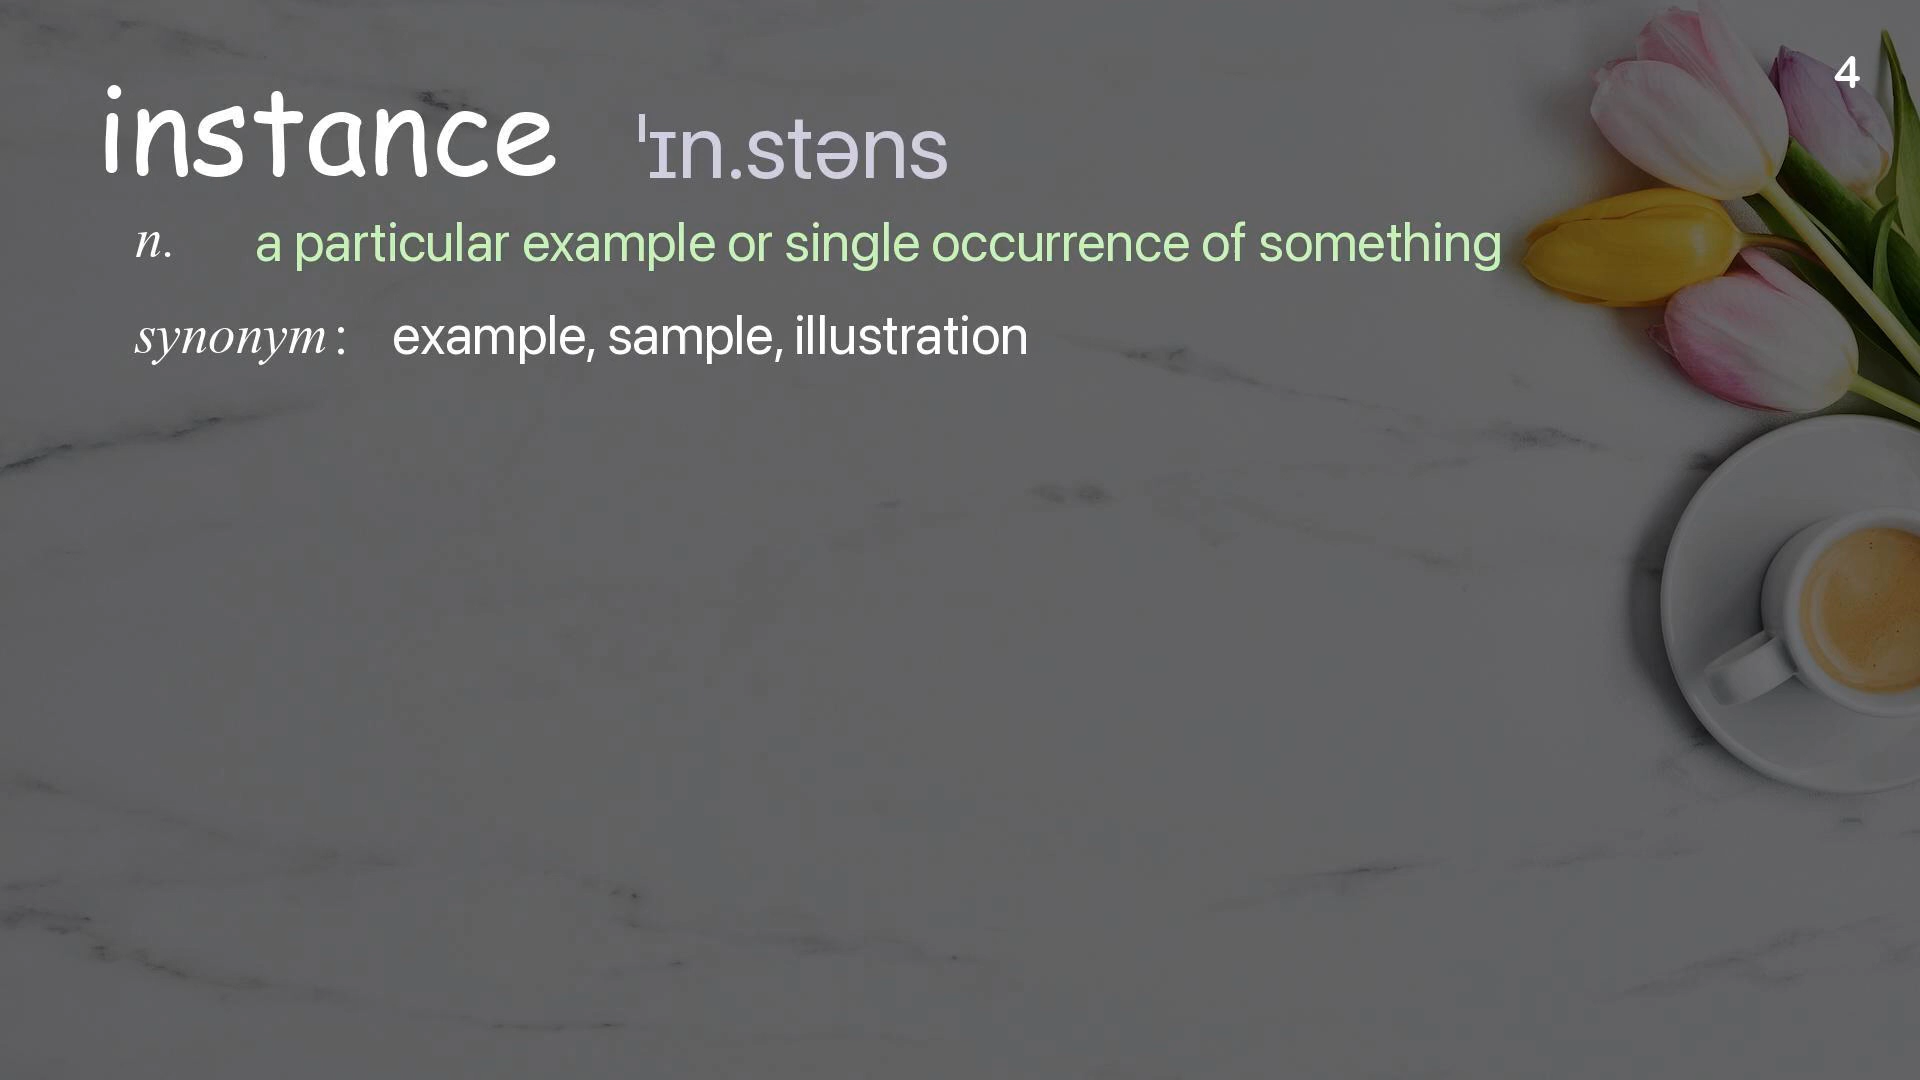 4
instance ˈɪn.stəns
n. a particular example or single occurrence of something
synonym: example, sample, illustration